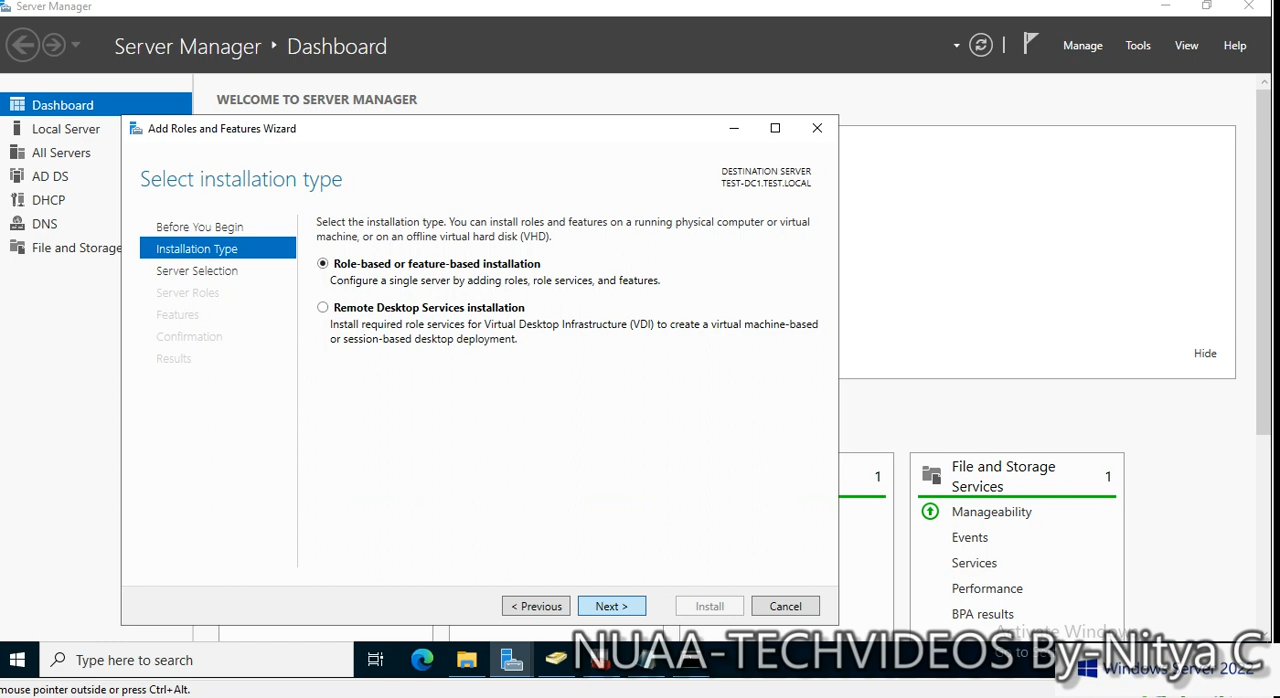 Server Manager
Server Manager ‣ Dashboard
Manage
Tools
View
Help
Dashboard
Local Server
All Servers
AD DS
DHCP
DNS
File and Storage
WELCOME TO SERVER MANAGER
Add Roles and Features Wizard
Select installation type
DESTINATION SERVER
TEST-DC1.TEST.LOCAL
Before You Begin
Installation Type
Server Selection
Server Roles
Features
Confirmation
Results
Select the installation type. You can install roles and features on a running physical computer or virtual
machine, or on an offline virtual hard disk (VHD).
Role-based or feature-based installation
Configure a single server by adding roles, role services, and features.
Remote Desktop Services installation
Install required role services for Virtual Desktop Infrastructure (VDI) to create a virtual machine-based
or session-based desktop deployment.
< Previous
Next >
Install
Cancel
Hide
1
File and Storage
Services
1
Manageability
Events
Services
Performance
BPA results
Activate Windows
Go to
NUAA-TECHVIDEOS By-Nitya C
Windows Server 2022
Type here to search
mouse pointer outside or press Ctrl+Alt.